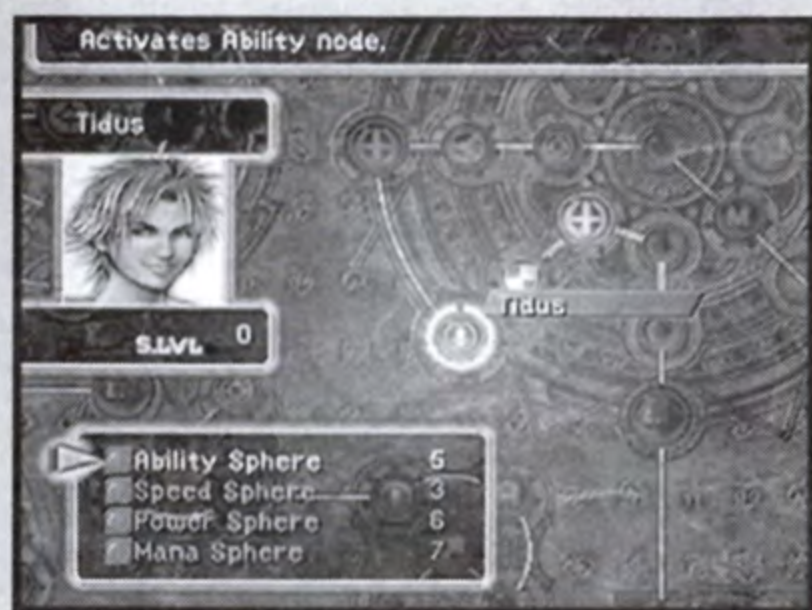 Activates Ability node.
Tidus
S.LVL 0
Tidus
Ability Sphere 5
Speed Sphere 3
Power Sphere 6
Mana Sphere 7